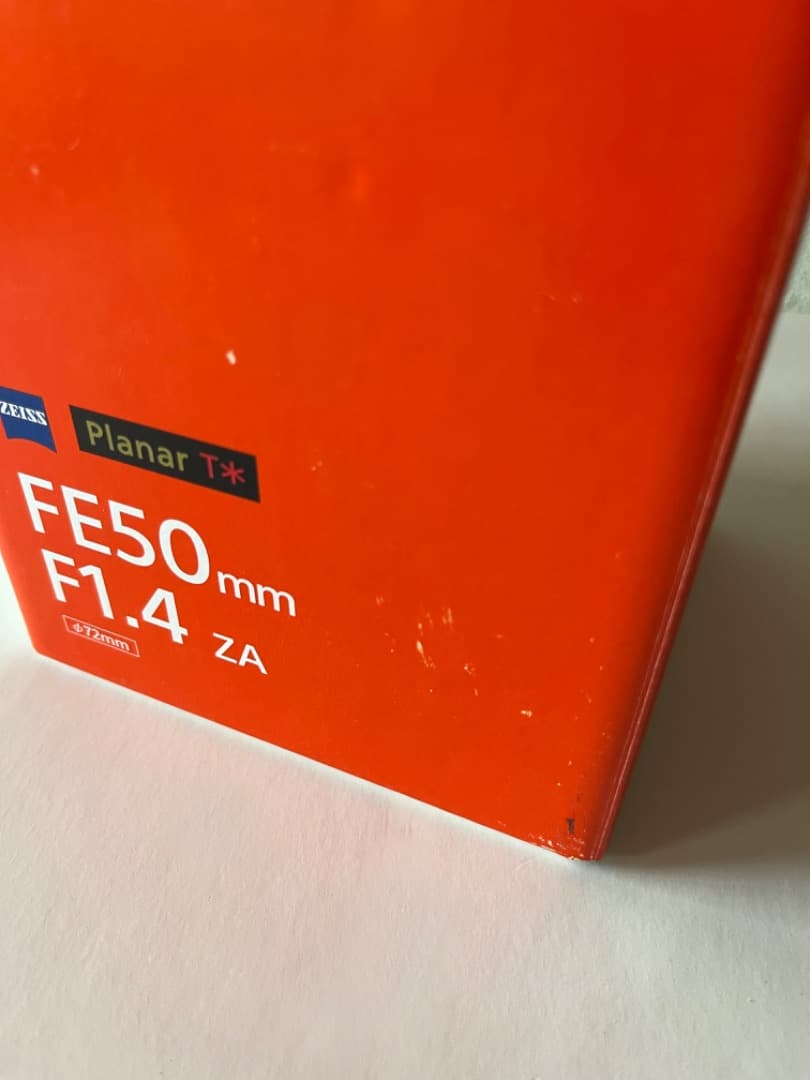 ZEISS
Planar T*
FE50mm
F1.4 ZA
φ72mm